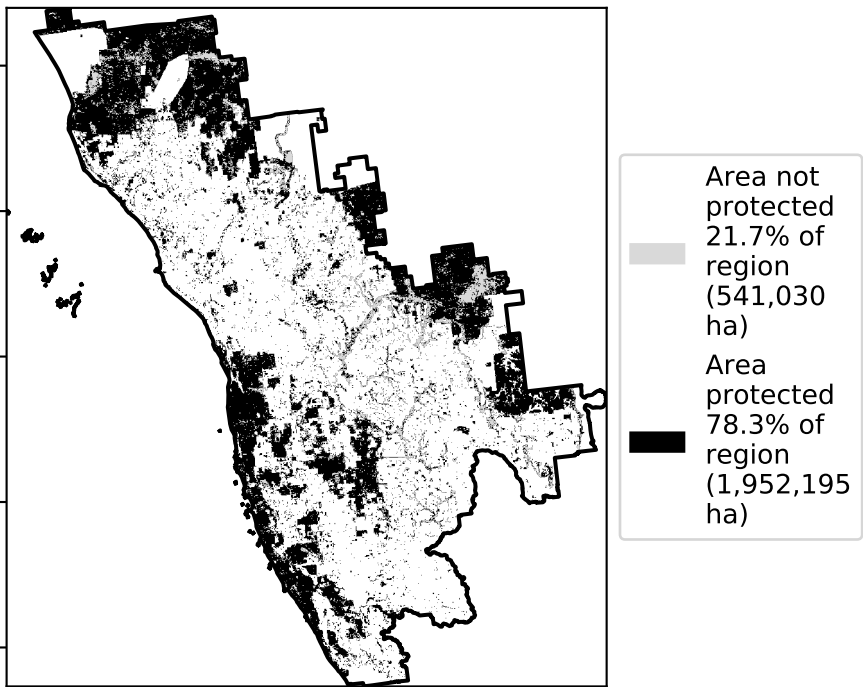 Area not
protected
21.7% of
region
(541,030
ha)
Area
protected
78.3% of
region
(1,952,195
ha)